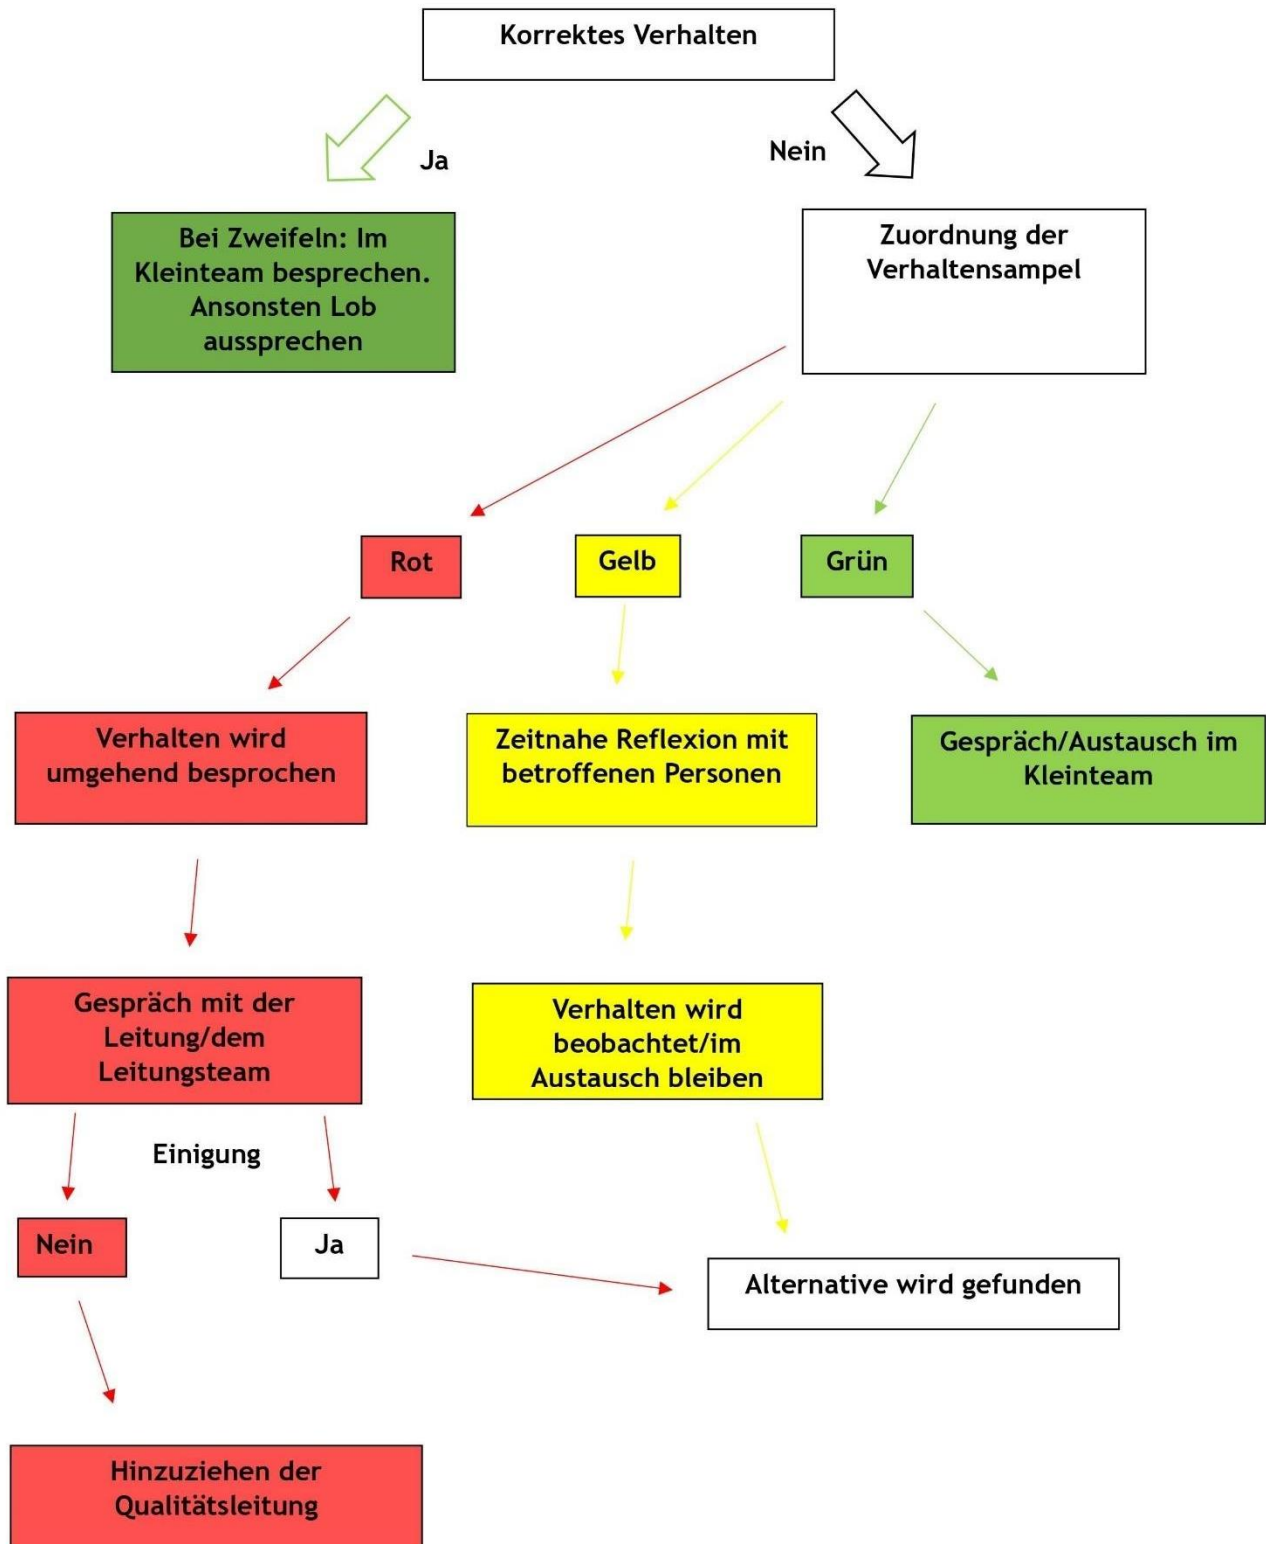 Korrektes Verhalten
Ja
Nein
Bei Zweifeln: Im
Kleinteam besprechen.
Ansonsten Lob
aussprechen
Zuordnung der
Verhaltensampel
Rot
Gelb
Grün
Verhalten wird
umgehend besprochen
Zeitnahe Reflexion mit
betroffenen Personen
Gespräch/Austausch im
Kleinteam
Gespräch mit der
Leitung/dem
Leitungsteam
Verhalten wird
beobachtet/im
Austausch bleiben
Einigung
Nein
Ja
Alternative wird gefunden
Hinzuziehen der
Qualitätsleitung